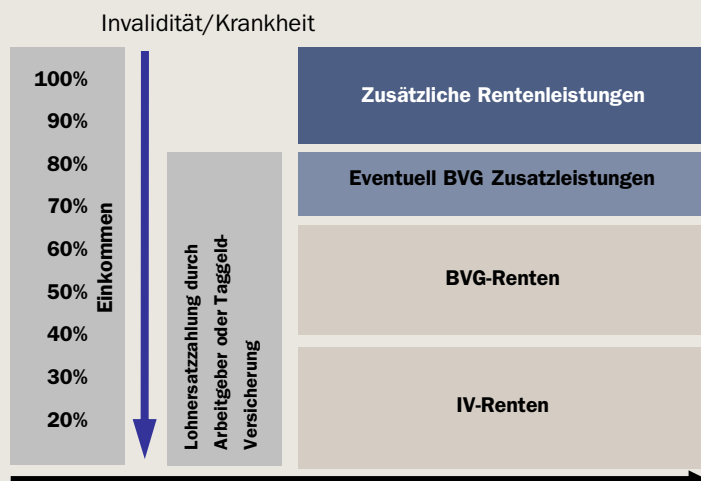 Invalidität/Krankheit
100%
90%
80%
70%
60%
50%
40%
30%
20%
Einkommen
Lohnersatzzahlung durch
Arbeitgeber oder Taggeld-
Versicherung
Zusätzliche Rentenleistungen
Eventuell BVG Zusatzleistungen
BVG-Renten
IV-Renten